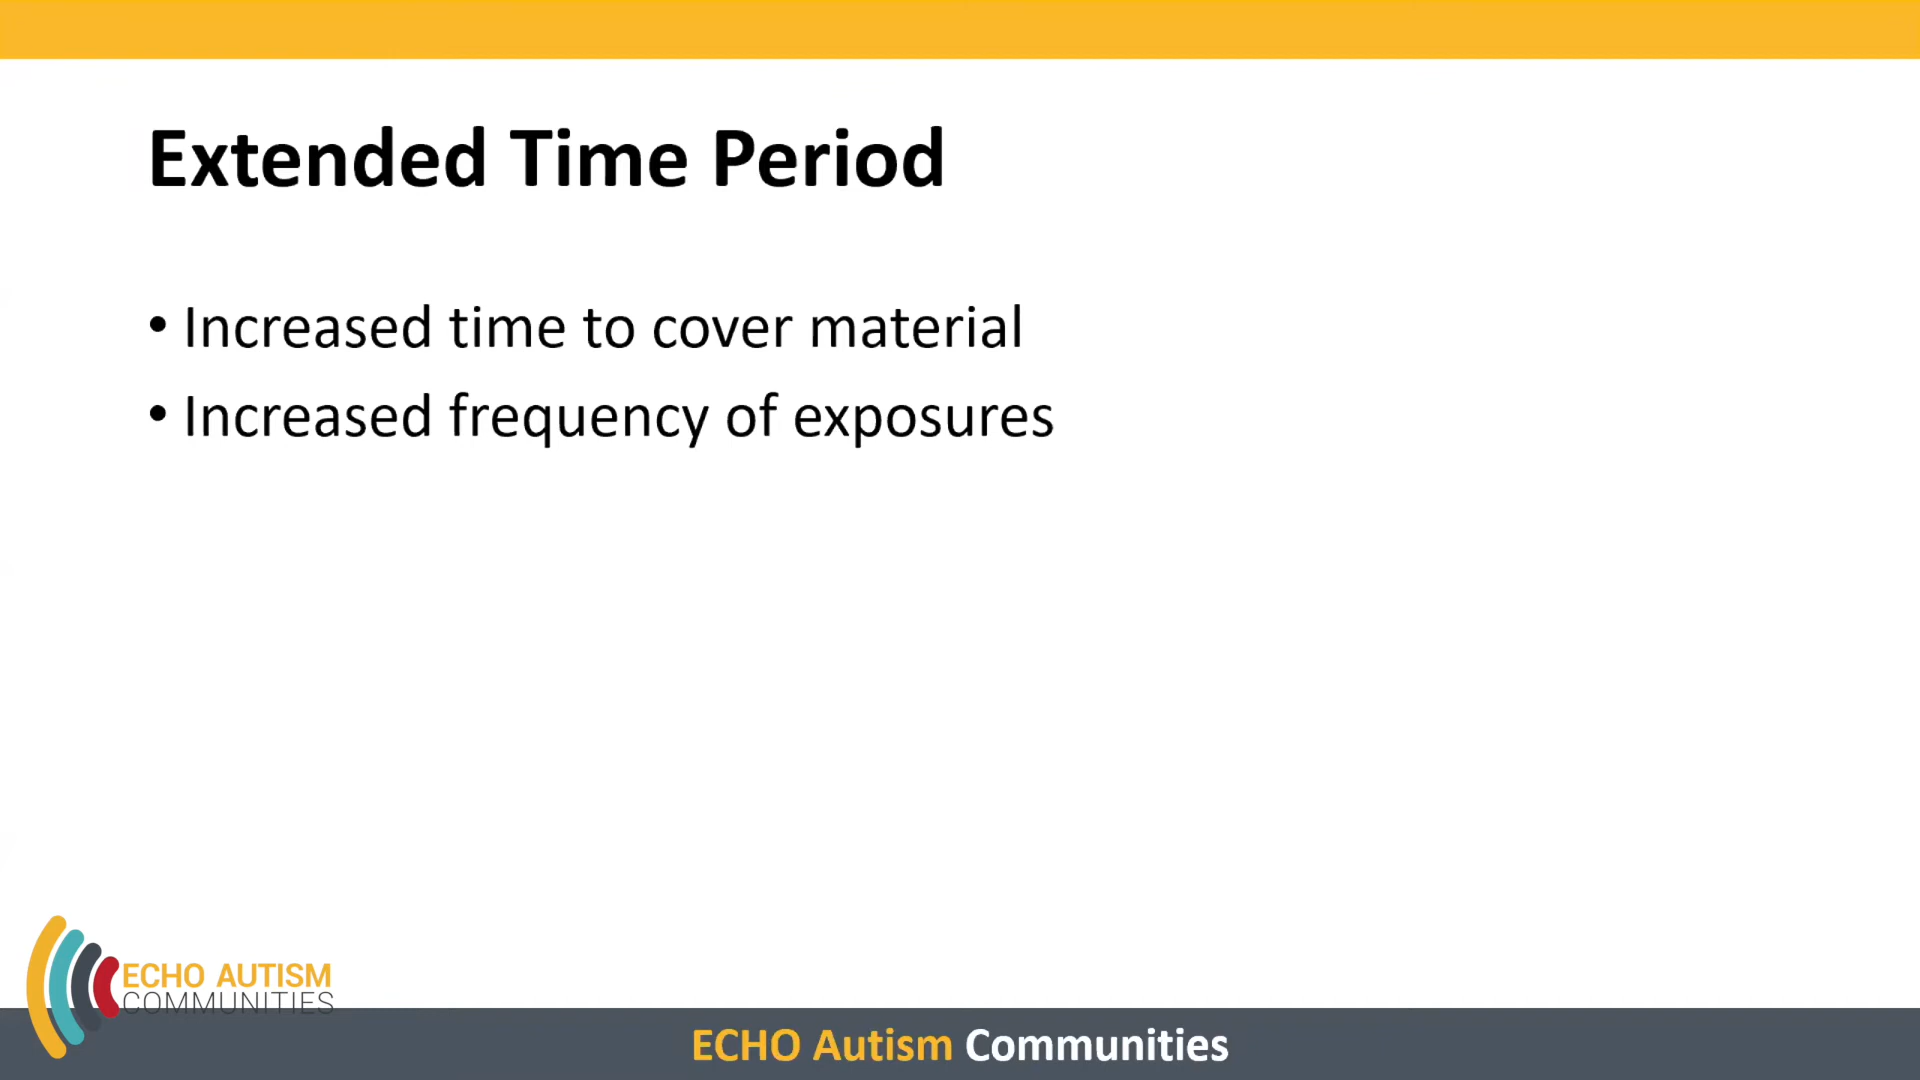 Extended Time Period
• Increased time to cover material
• Increased frequency of exposures
ECHO AUTISM
COMMUNITIES
ECHO Autism Communities